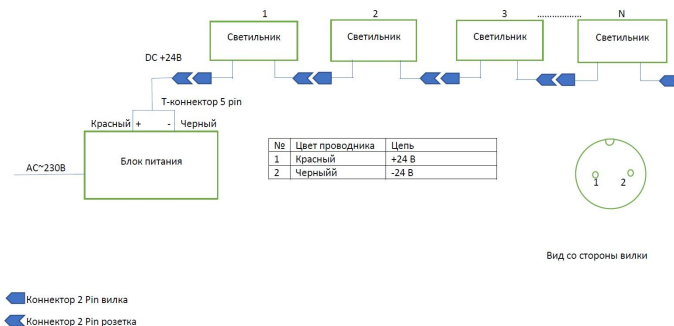 1 2 3 ................. N
Светильник Светильник Светильник Светильник
DC +24В
Т-коннектор 5 pin
Красный + - Черный
Блок питания
AC~230В
№ Цвет проводника Цепь
1 Красный +24 В
2 Черныйй -24 В
1 2
Вид со стороны вилки
Коннектор 2 Pin вилка
Коннектор 2 Pin розетка